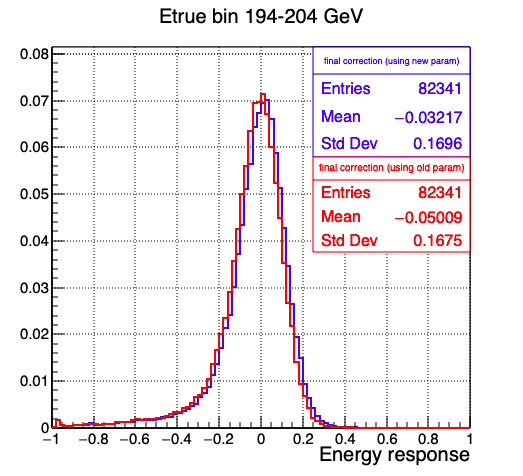 Etrue bin 194-204 GeV
0.08
0.07
0.06
0.05
0.04
0.03
0.02
0.01
0
final correction (using new param)
Entries 82341
Mean −0.03217
Std Dev 0.1696
final correction (using old param)
Entries 82341
Mean −0.05009
Std Dev 0.1675
−1 −0.8 −0.6 −0.4 −0.2 0 0.2 0.4 0.6 0.8 1
Energy response